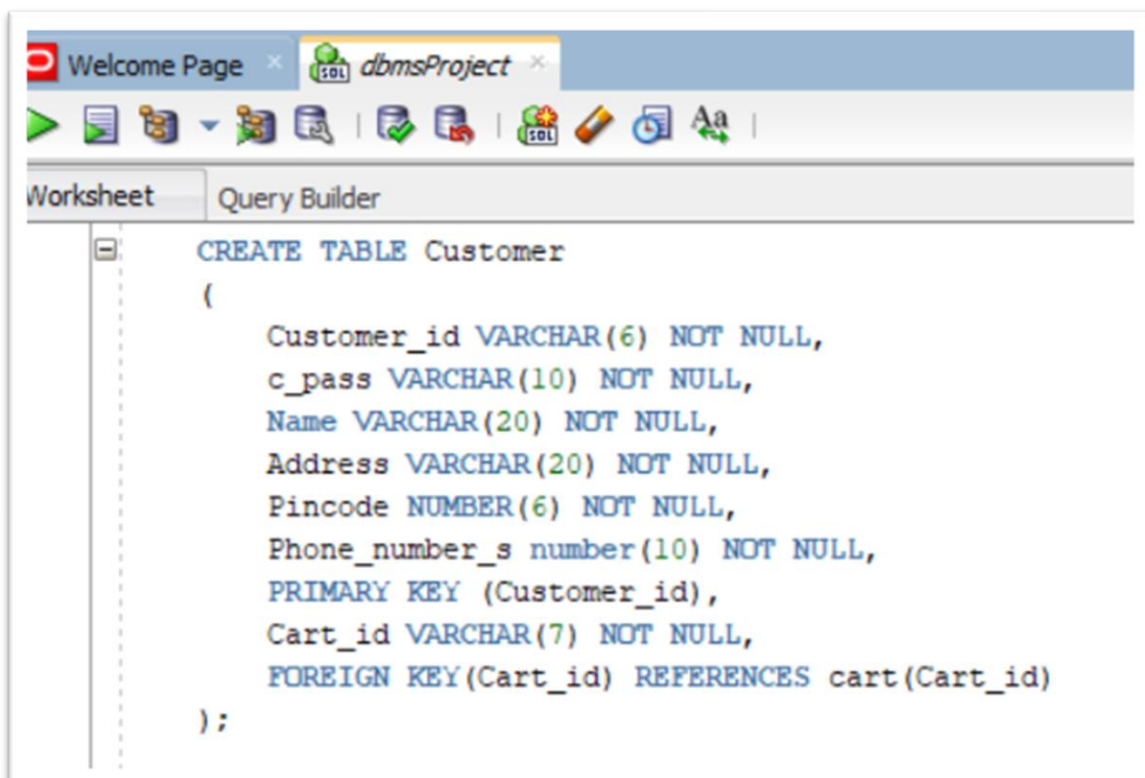 Welcome Page dbmsProject
Worksheet Query Builder
CREATE TABLE Customer
(
Customer_id VARCHAR(6) NOT NULL,
c_pass VARCHAR(10) NOT NULL,
Name VARCHAR(20) NOT NULL,
Address VARCHAR(20) NOT NULL,
Pincode NUMBER(6) NOT NULL,
Phone_number_s number(10) NOT NULL,
PRIMARY KEY (Customer_id),
Cart_id VARCHAR(7) NOT NULL,
FOREIGN KEY(Cart_id) REFERENCES cart(Cart_id)
);